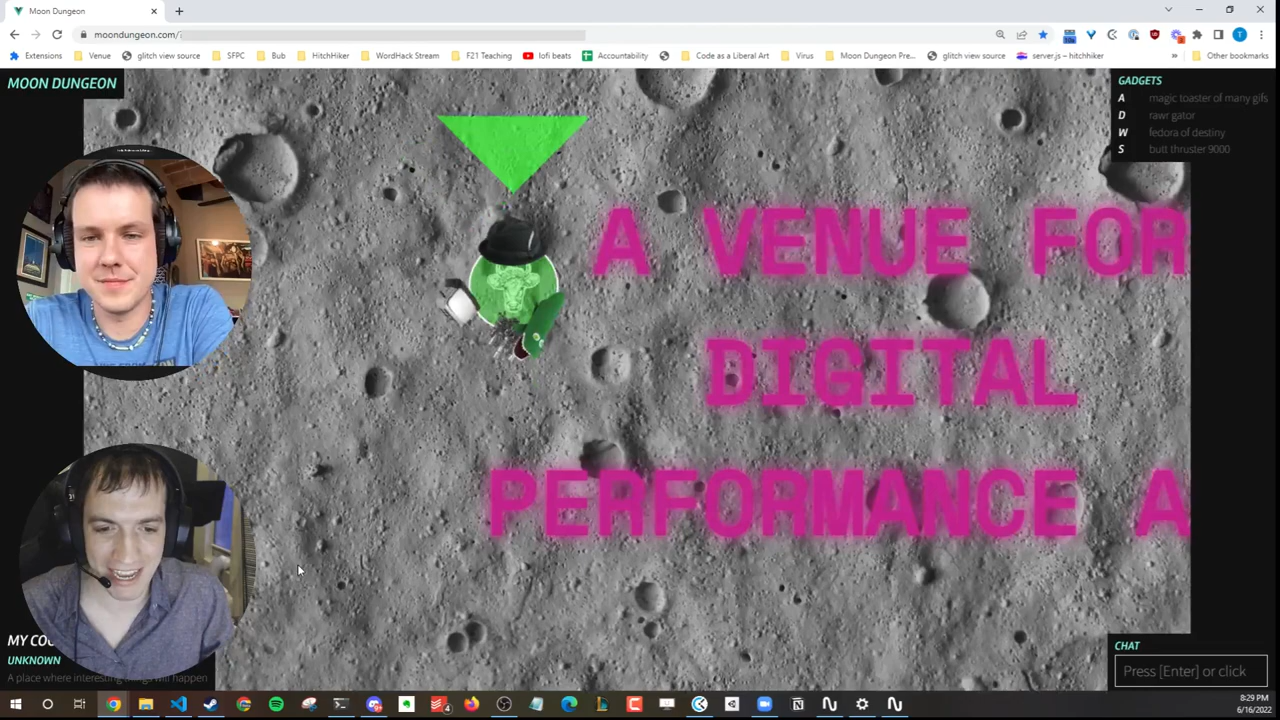 Moon Dungeon
moondungeon.com/
Extensions
Venue
glitch view source
SFPC
Bub
HitchHiker
WordHack Stream
F21 Teaching
lofi beats
Accountability
Code as a Liberal Art
Virus
Moon Dungeon Pre...
glitch view source
server.js ~ hitchhiker
»
Other bookmarks
MOON DUNGEON
GADGETS
A magic toaster of many gifs
D rawr gator
W fedora of destiny
S butt thruster 9000
A VENUE FOR
DIGITAL
PERFORMANCE A
MY COO
UNKNOWN
A place where interesting things will happen
CHAT
Press [Enter] or click
8:29 PM
6/16/2022